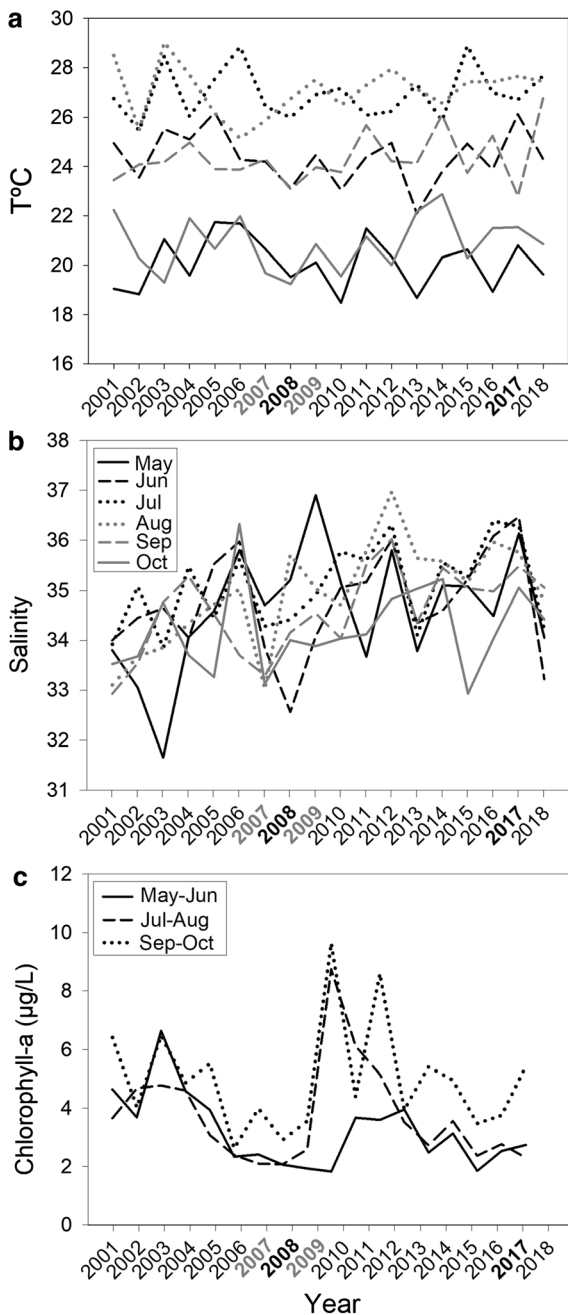 a
30
28
26
24
22
20
18
16
TºC
2001 2002 2003 2004 2005 2006 2007 2008 2009 2010 2011 2012 2013 2014 2015 2016 2017 2018
b
38
37
36
35
34
33
32
31
Salinity
May
Jun
Jul
Aug
Sep
Oct
2001 2002 2003 2004 2005 2006 2007 2008 2009 2010 2011 2012 2013 2014 2015 2016 2017 2018
c
12
10
8
6
4
2
0
Chlorophyll-a (µg/L)
May-Jun
Jul-Aug
Sep-Oct
2001 2002 2003 2004 2005 2006 2007 2008 2009 2010 2011 2012 2013 2014 2015 2016 2017 2018
Year